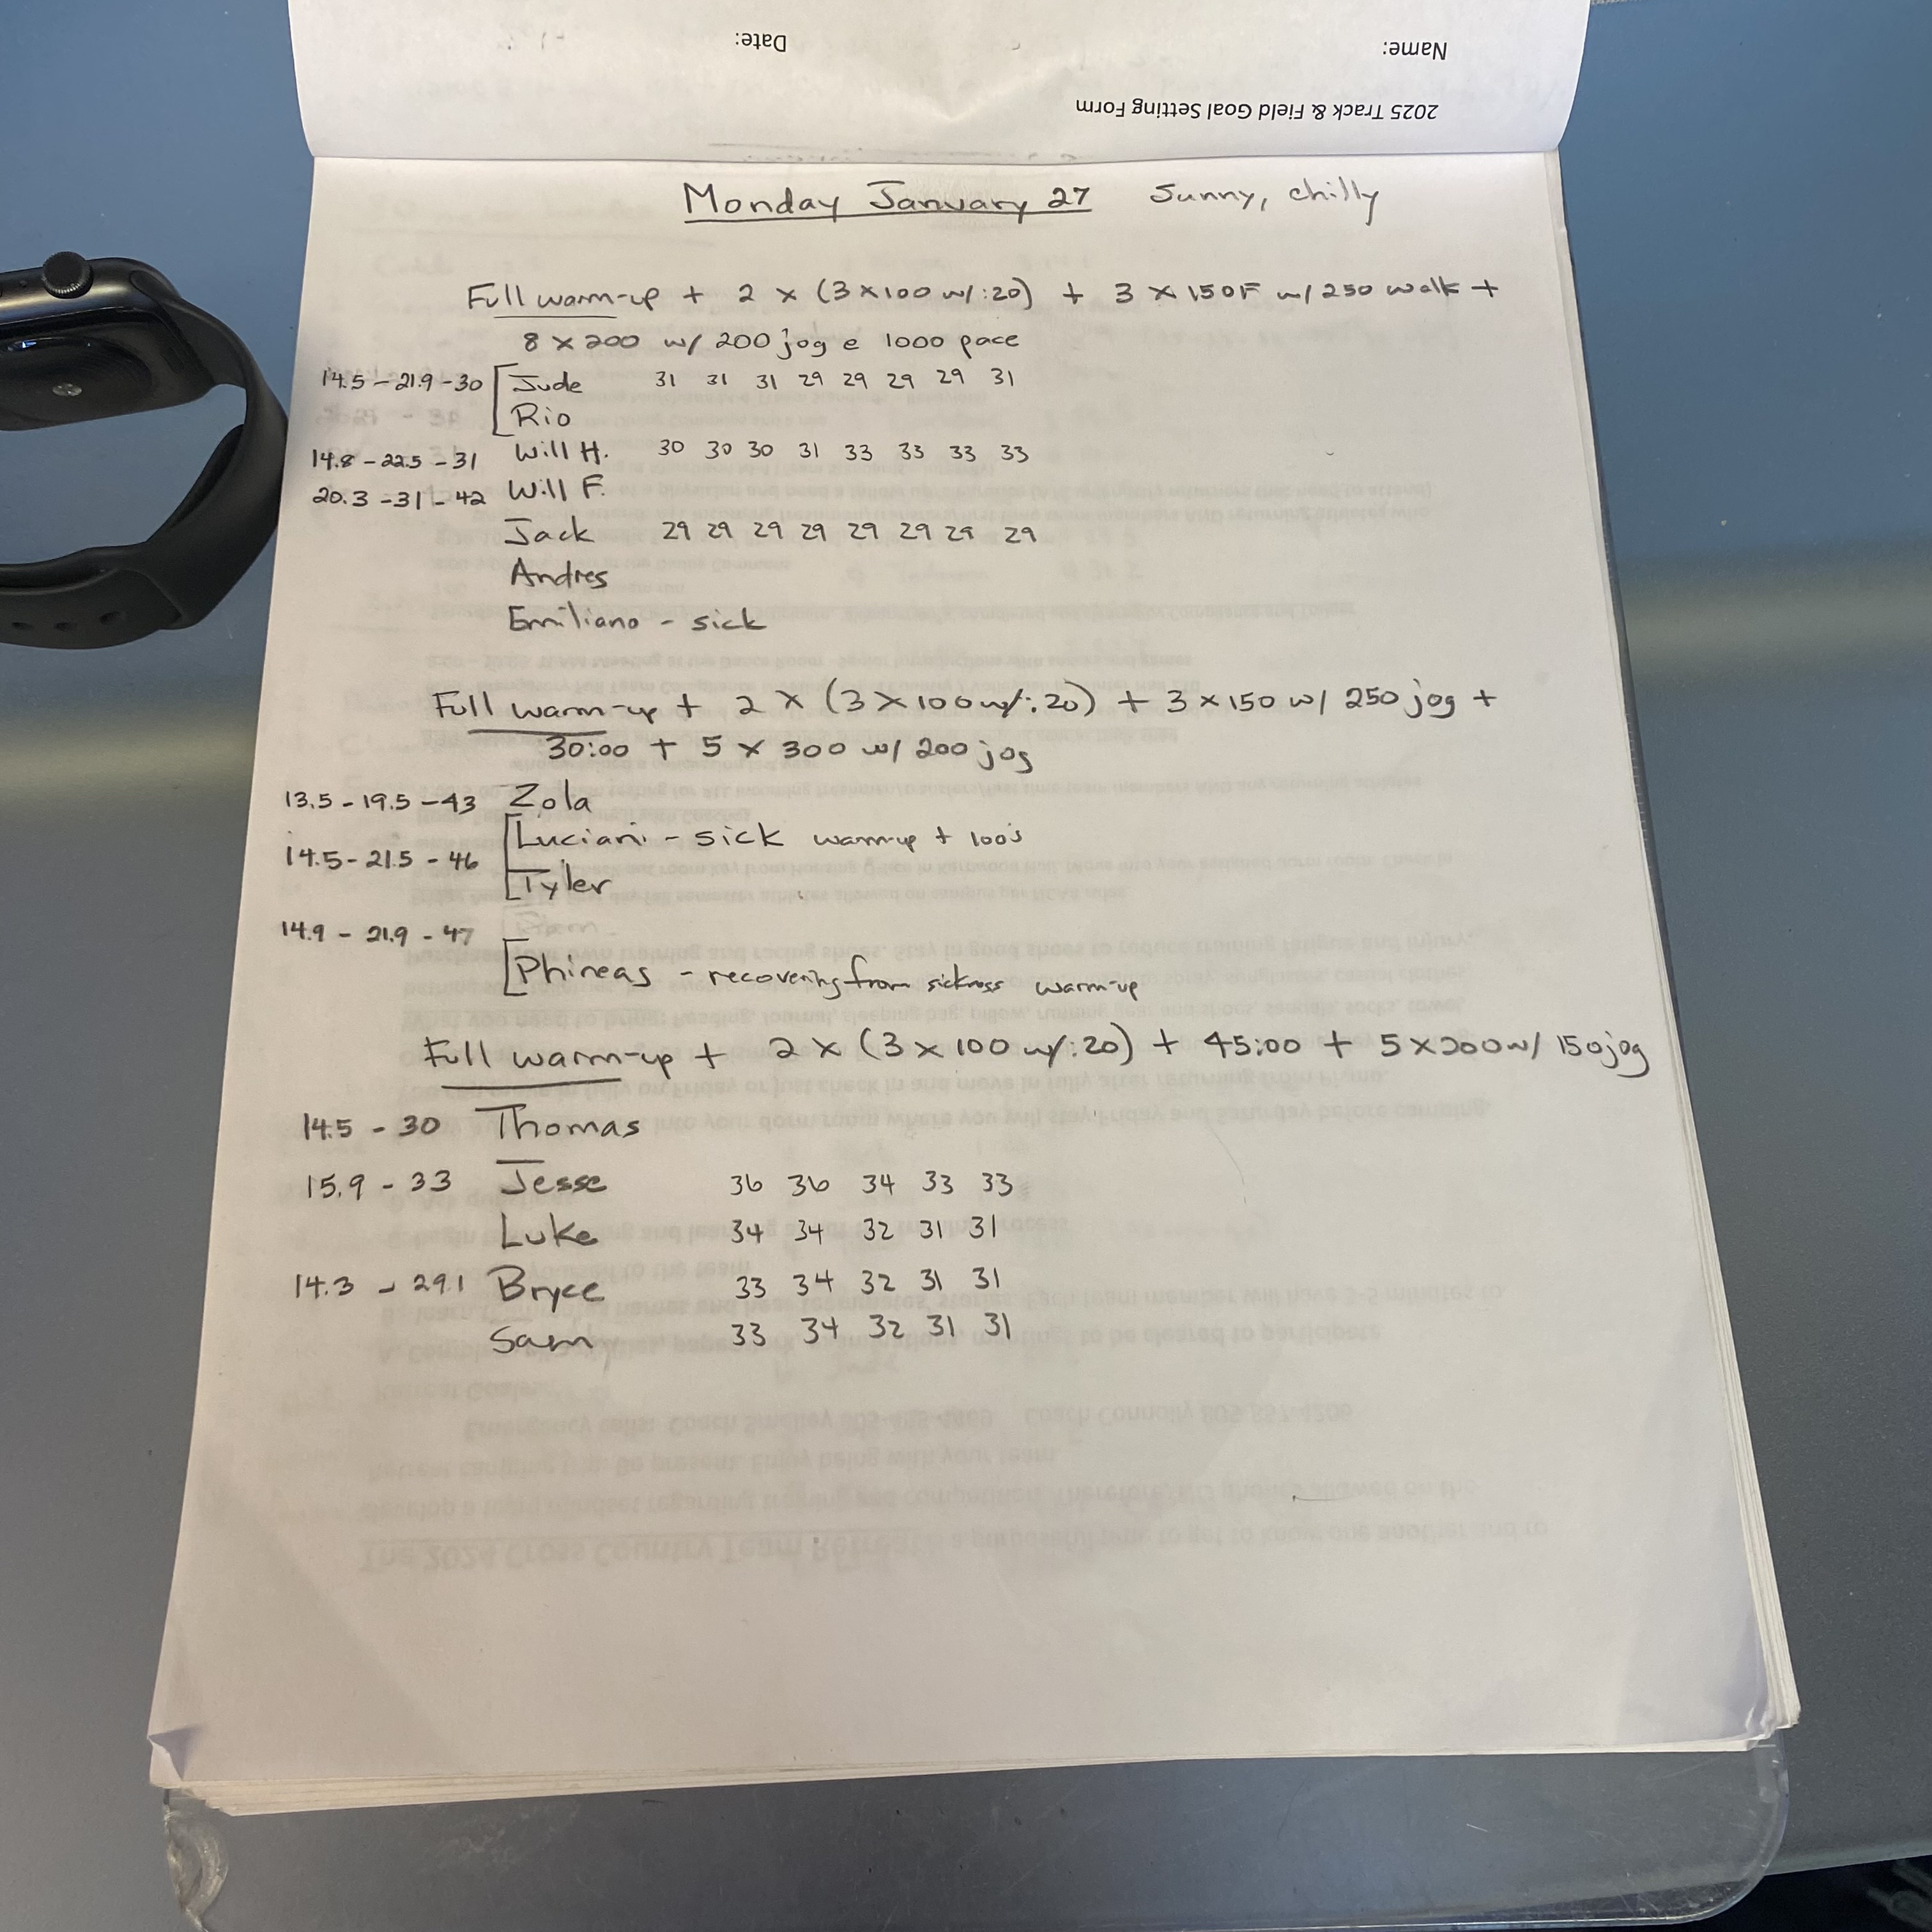 2025 Track & Field Goal Setting Form
Name: Date:
Monday January 27 Sunny, chilly
Full warm-up + 2 x (3x100 w/:20) + 3 x 150F w/ 250 walk +
8 x 200 w/ 200 jog e 1000 pace
14.5 - 21.9 - 30 Jude 31 31 31 29 29 29 29 31
Rio
14.8 - 22.5 - 31 Will H. 30 30 30 31 33 33 33 33
20.3 - 31 - 42 Will F.
Jack 29 29 29 29 29 29 29 29
Andres
Emiliano - sick
Full warm-up + 2 x (3x100 w/:20) + 3 x 150 w/ 250 jog +
30:00 + 5 x 300 w/ 200 jog
13.5 - 19.5 - 43 Zola
Luciani - sick warm-up + 100's
14.5 - 21.5 - 46 Tyler
14.9 - 21.9 - 47
Phineas - recovering from sickness warm-up
Full warm-up + 2 x (3 x 100 w/:20) + 45:00 + 5 x 200 w/ 150 jog
14.5 - 30 Thomas
15.9 - 33 Jesse 36 36 34 33 33
Luke 34 34 32 31 31
14.3 - 29.1 Bryce 33 34 32 31 31
Sam 33 34 32 31 31